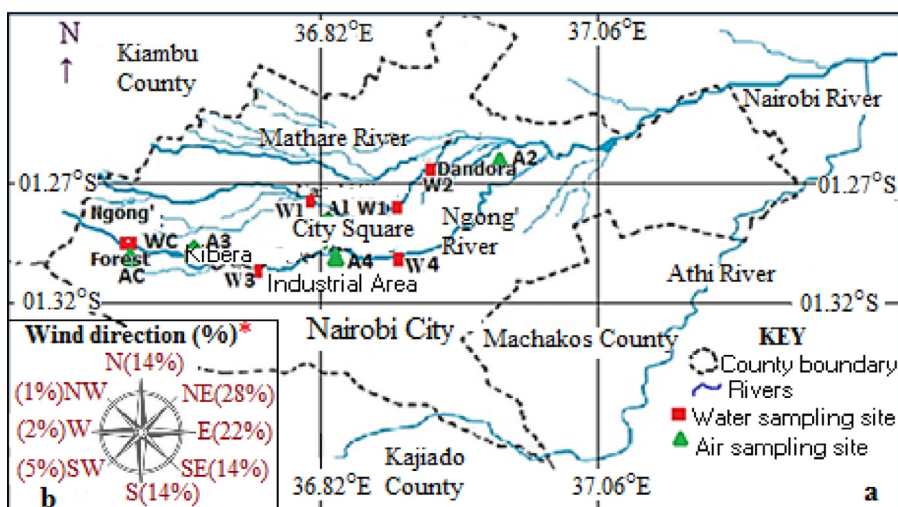 36.82°E
37.06°E
N
↑
Kiambu
County
Nairobi River
Mathare River
A2
Dandora
W2
01.27°S
01.27°S
Ngong'
W1
A1
W1
City Square
Ngong'
River
WC
A3
Forest
Kibera
AC
A4
W4
W3
Industrial Area
Athi River
01.32°S
01.32°S
Nairobi City
Machakos County
Wind direction (%)*
N(14%)
(1%)NW
NE(28%)
(2%)W
E(22%)
(5%)SW
SE(14%)
S(14%)
b
KEY
County boundary
Rivers
Water sampling site
Air sampling site
Kajiado
County
36.82°E
37.06°E
a